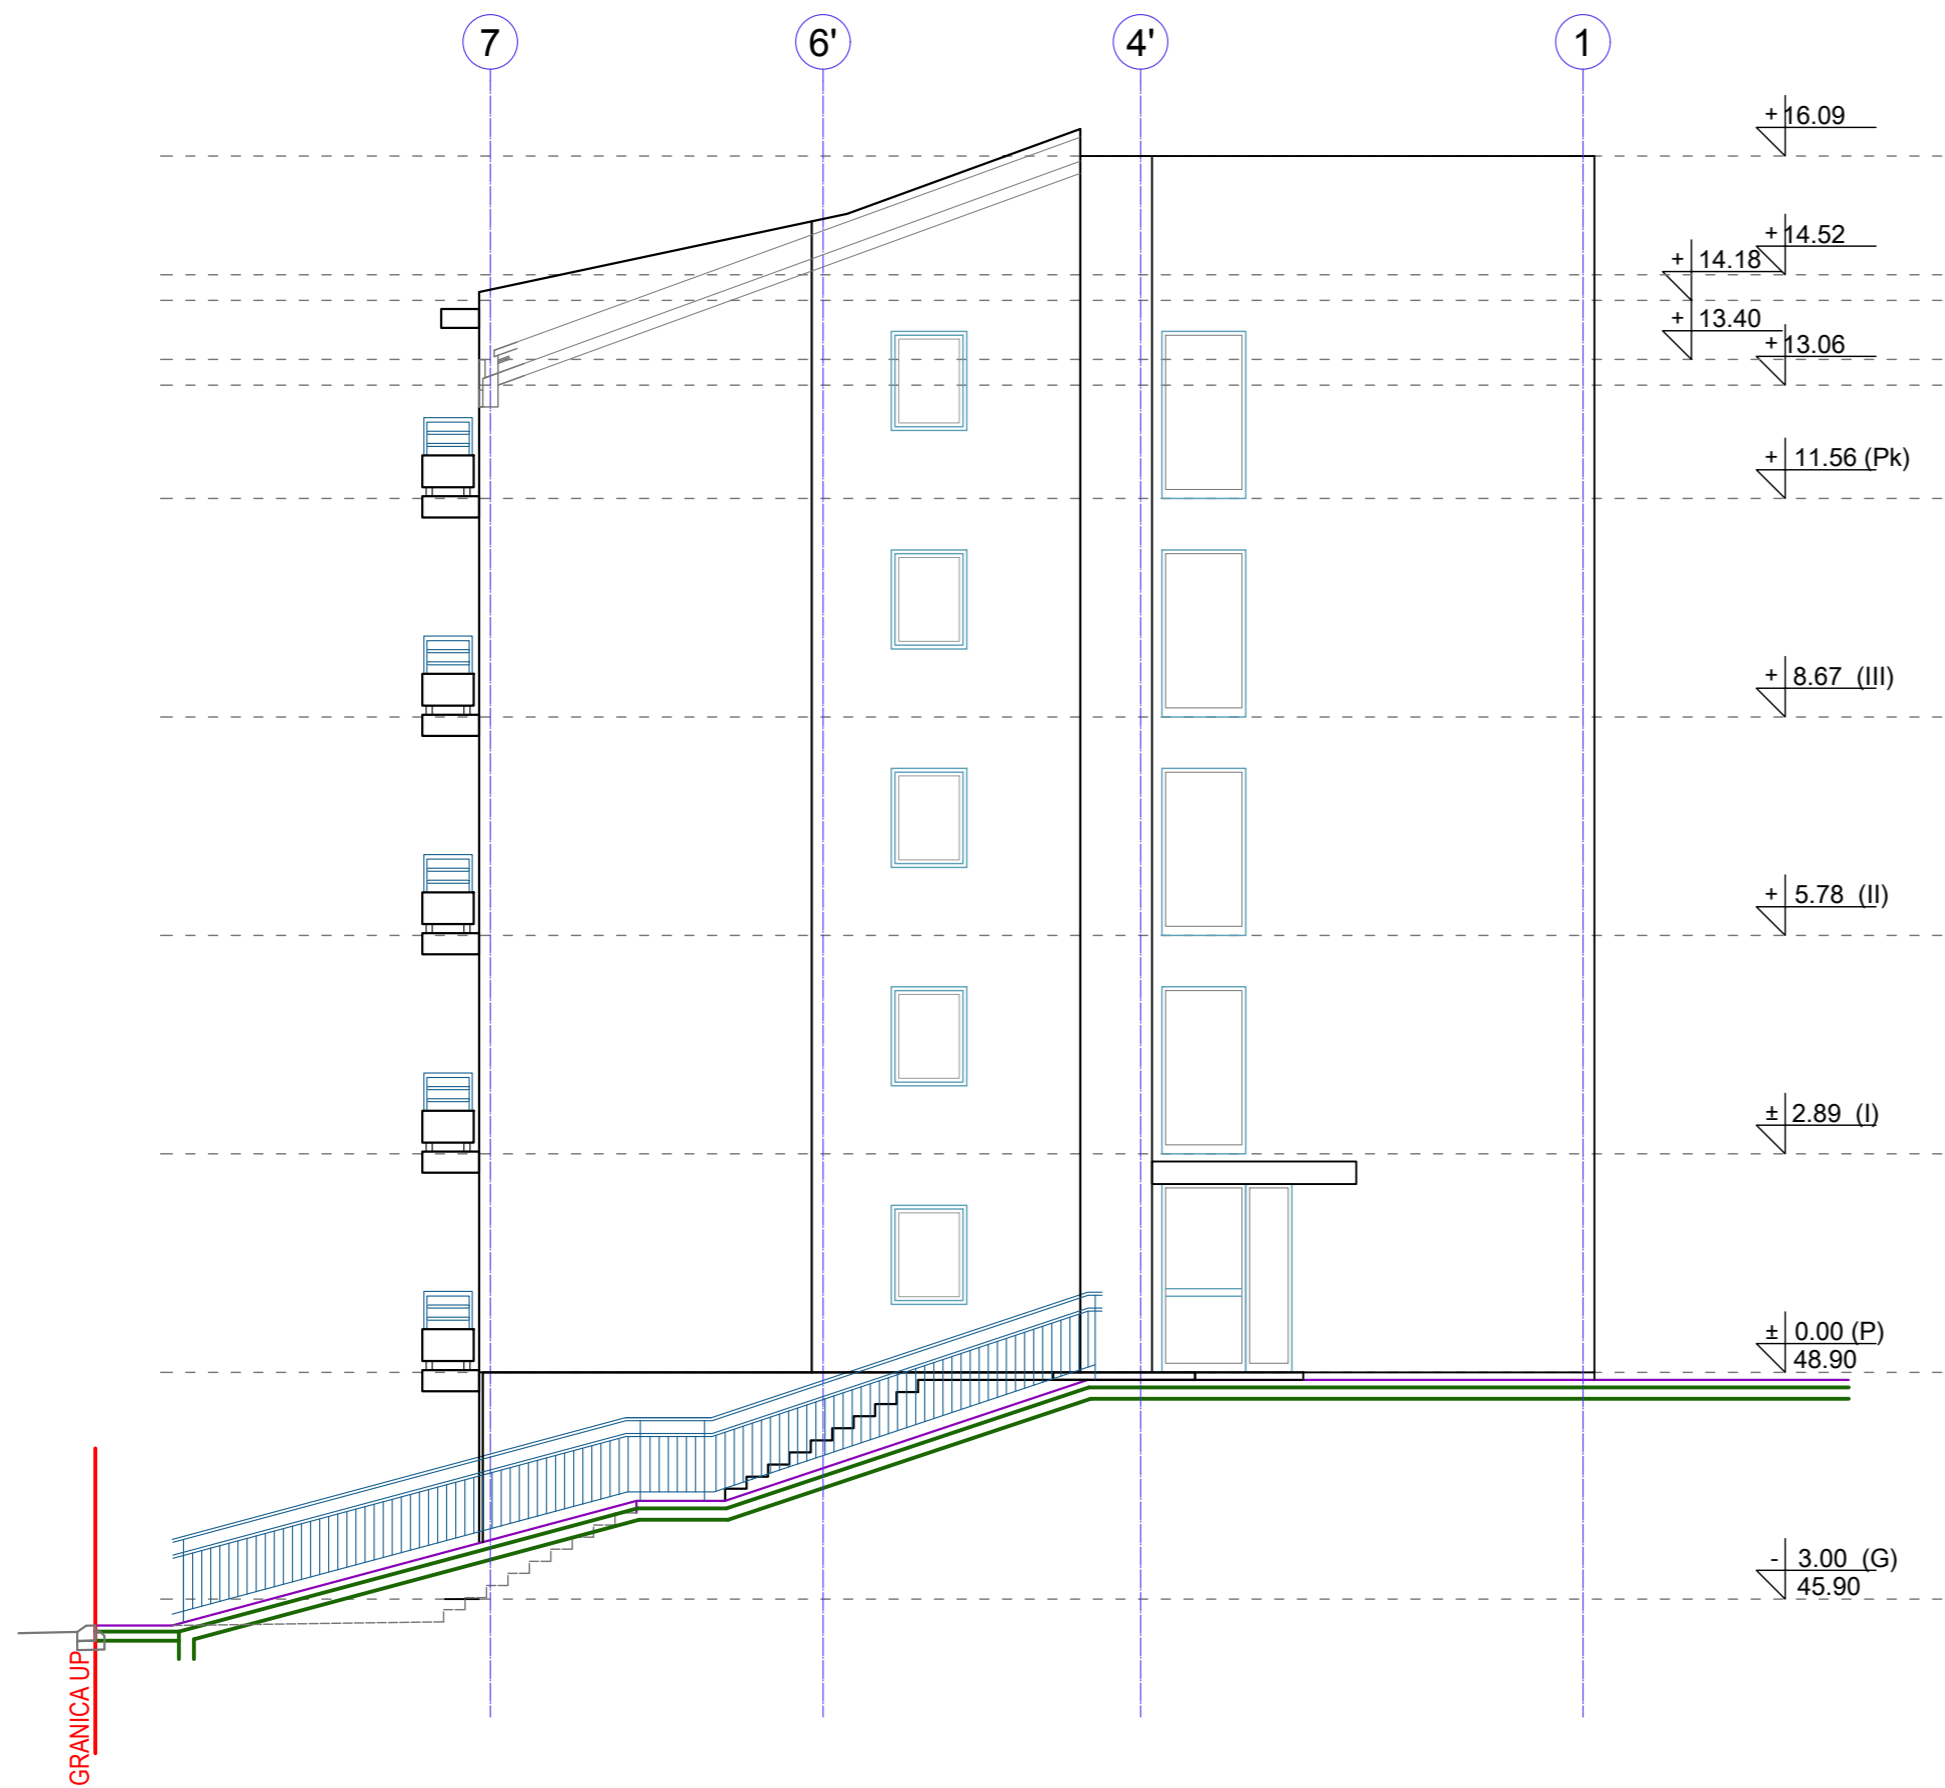 7
6'
4'
1
+ 16.09
+ 14.52
+ 14.18
+ 13.40
+ 13.06
+ 11.56 (Pk)
+ 8.67 (III)
+ 5.78 (II)
± 2.89 (I)
± 0.00 (P)
48.90
- 3.00 (G)
45.90
GRANICA UP